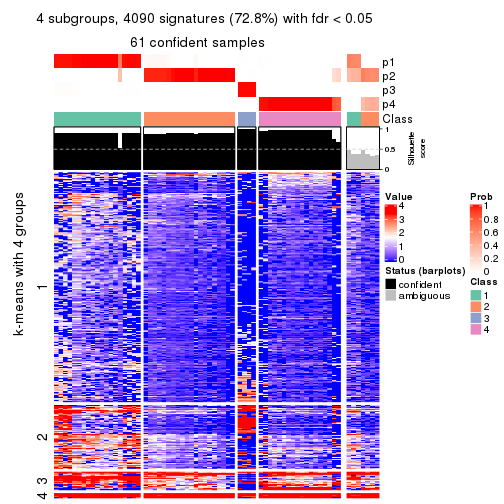 4 subgroups, 4090 signatures (72.8%) with fdr < 0.05
61 confident samples
p1
p2
p3
p4
Class
1
0.5
0
Silhouette
score
k-means with 4 groups
1
2
3
4
Value
4
3
2
1
0
Status (barplots)
confident
ambiguous
Prob
1
0.8
0.6
0.4
0.2
0
Class
1
2
3
4